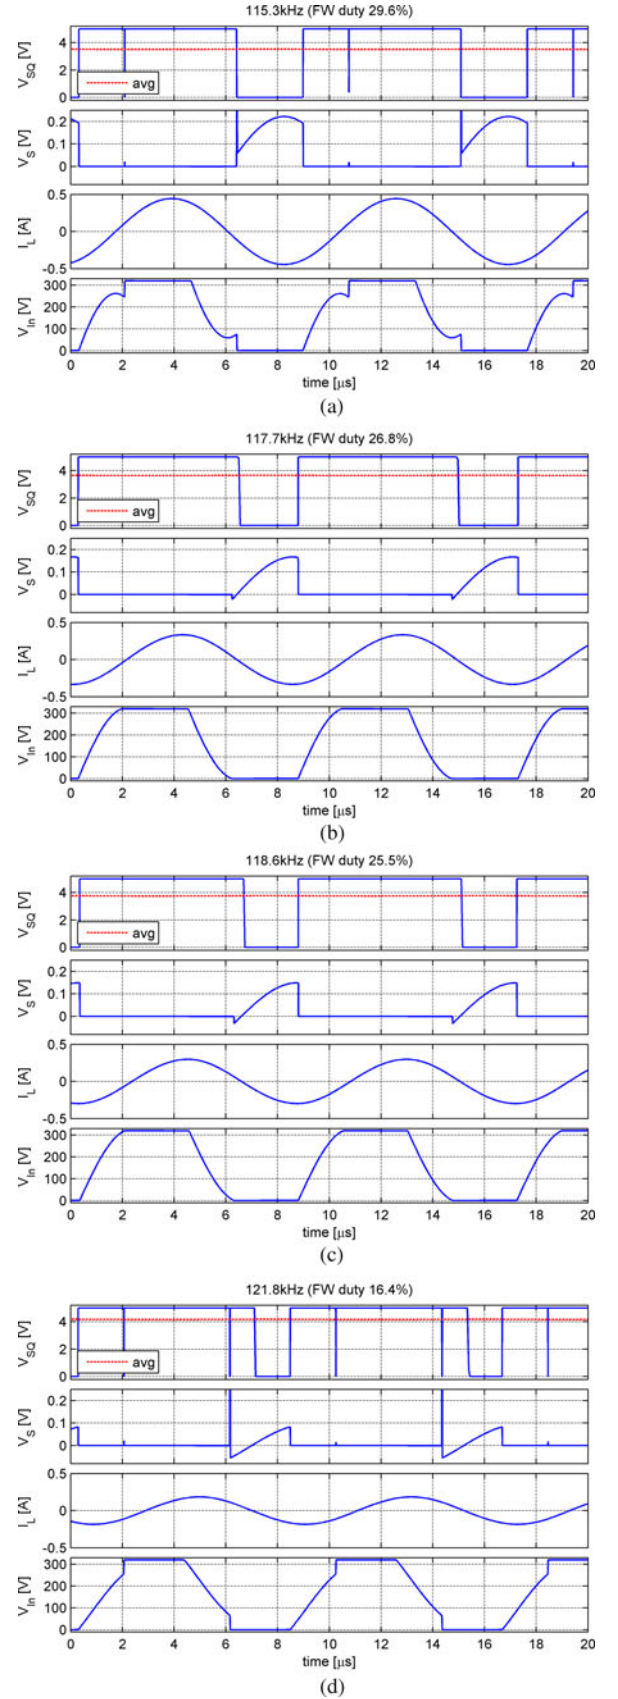 115.3kHz (FW duty 29.6%)
V_SQ [V]
4
2
0
avg
V_S [V]
0.2
0.1
0
I_L [A]
0.5
0
-0.5
V_In [V]
300
200
100
0
0 2 4 6 8 10 12 14 16 18 20
time [μs]
(a)
117.7kHz (FW duty 26.8%)
V_SQ [V]
4
2
0
avg
V_S [V]
0.2
0.1
0
I_L [A]
0.5
0
-0.5
V_In [V]
300
200
100
0
0 2 4 6 8 10 12 14 16 18 20
time [μs]
(b)
118.6kHz (FW duty 25.5%)
V_SQ [V]
4
2
0
avg
V_S [V]
0.2
0.1
0
I_L [A]
0.5
0
-0.5
V_In [V]
300
200
100
0
0 2 4 6 8 10 12 14 16 18 20
time [μs]
(c)
121.8kHz (FW duty 16.4%)
V_SQ [V]
4
2
0
avg
V_S [V]
0.2
0.1
0
I_L [A]
0.5
0
-0.5
V_In [V]
300
200
100
0
0 2 4 6 8 10 12 14 16 18 20
time [μs]
(d)